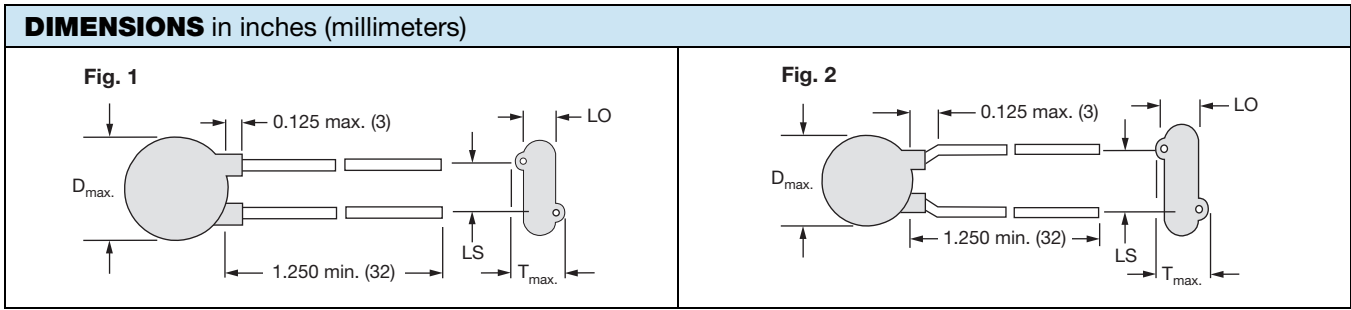 DIMENSIONS in inches (millimeters)
Fig. 1
0.125 max. (3)
LO
Dmax.
LS
1.250 min. (32)
Tmax.
Fig. 2
0.125 max. (3)
LO
Dmax.
1.250 min. (32)
LS
Tmax.